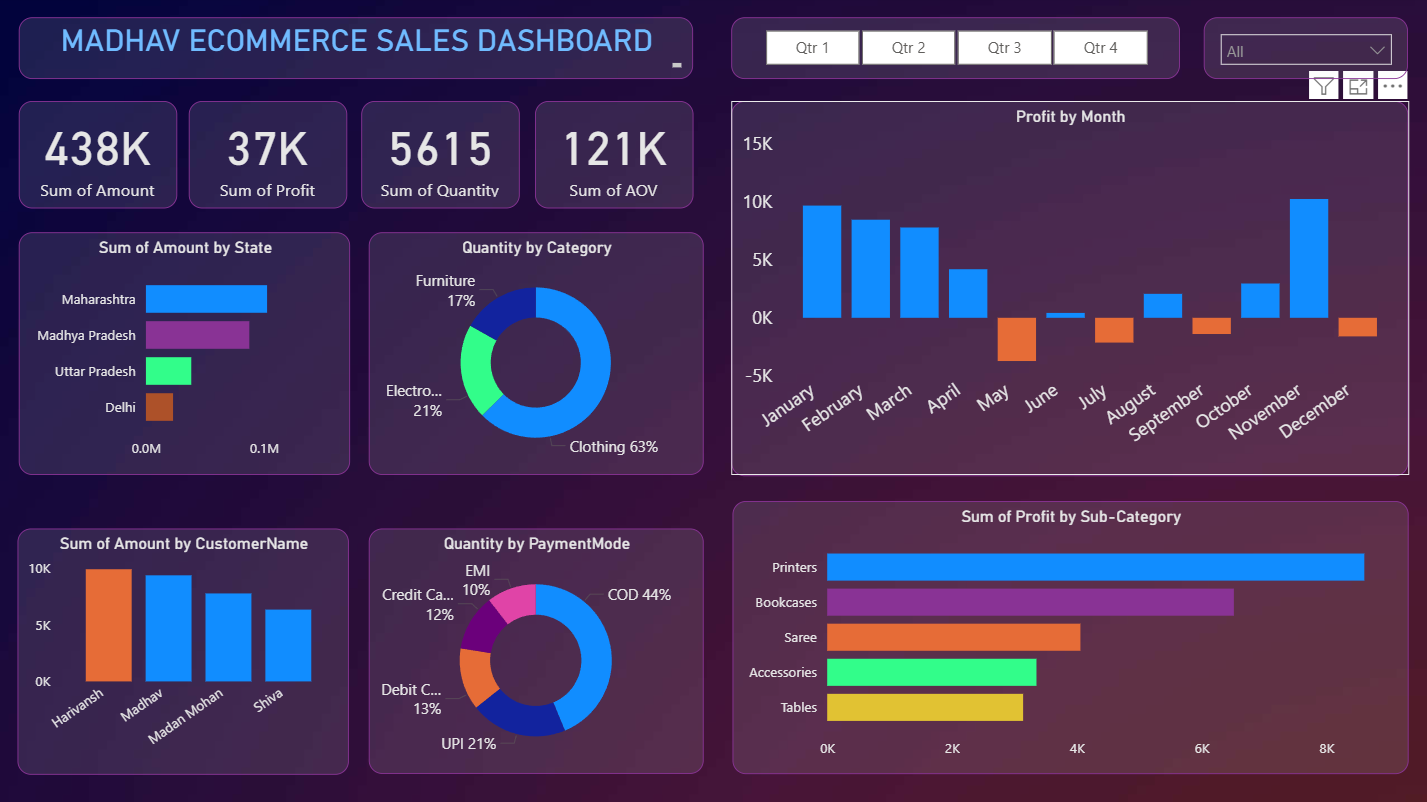 MADHAV ECOMMERCE SALES DASHBOARD
Qtr 1
Qtr 2
Qtr 3
Qtr 4
All
438K
Sum of Amount
37K
Sum of Profit
5615
Sum of Quantity
121K
Sum of AOV
Profit by Month
15K
10K
5K
0K
-5K
January
February
March
April
May
June
July
August
September
October
November
December
Sum of Amount by State
Maharashtra
Madhya Pradesh
Uttar Pradesh
Delhi
0.0M
0.1M
Quantity by Category
Furniture
17%
Electro...
21%
Clothing 63%
Sum of Amount by CustomerName
10K
5K
0K
Harivansh
Madhav
Madan Mohan
Shiva
Quantity by PaymentMode
EMI
10%
Credit Ca...
12%
Debit C...
13%
UPI 21%
COD 44%
Sum of Profit by Sub-Category
Printers
Bookcases
Saree
Accessories
Tables
0K
2K
4K
6K
8K